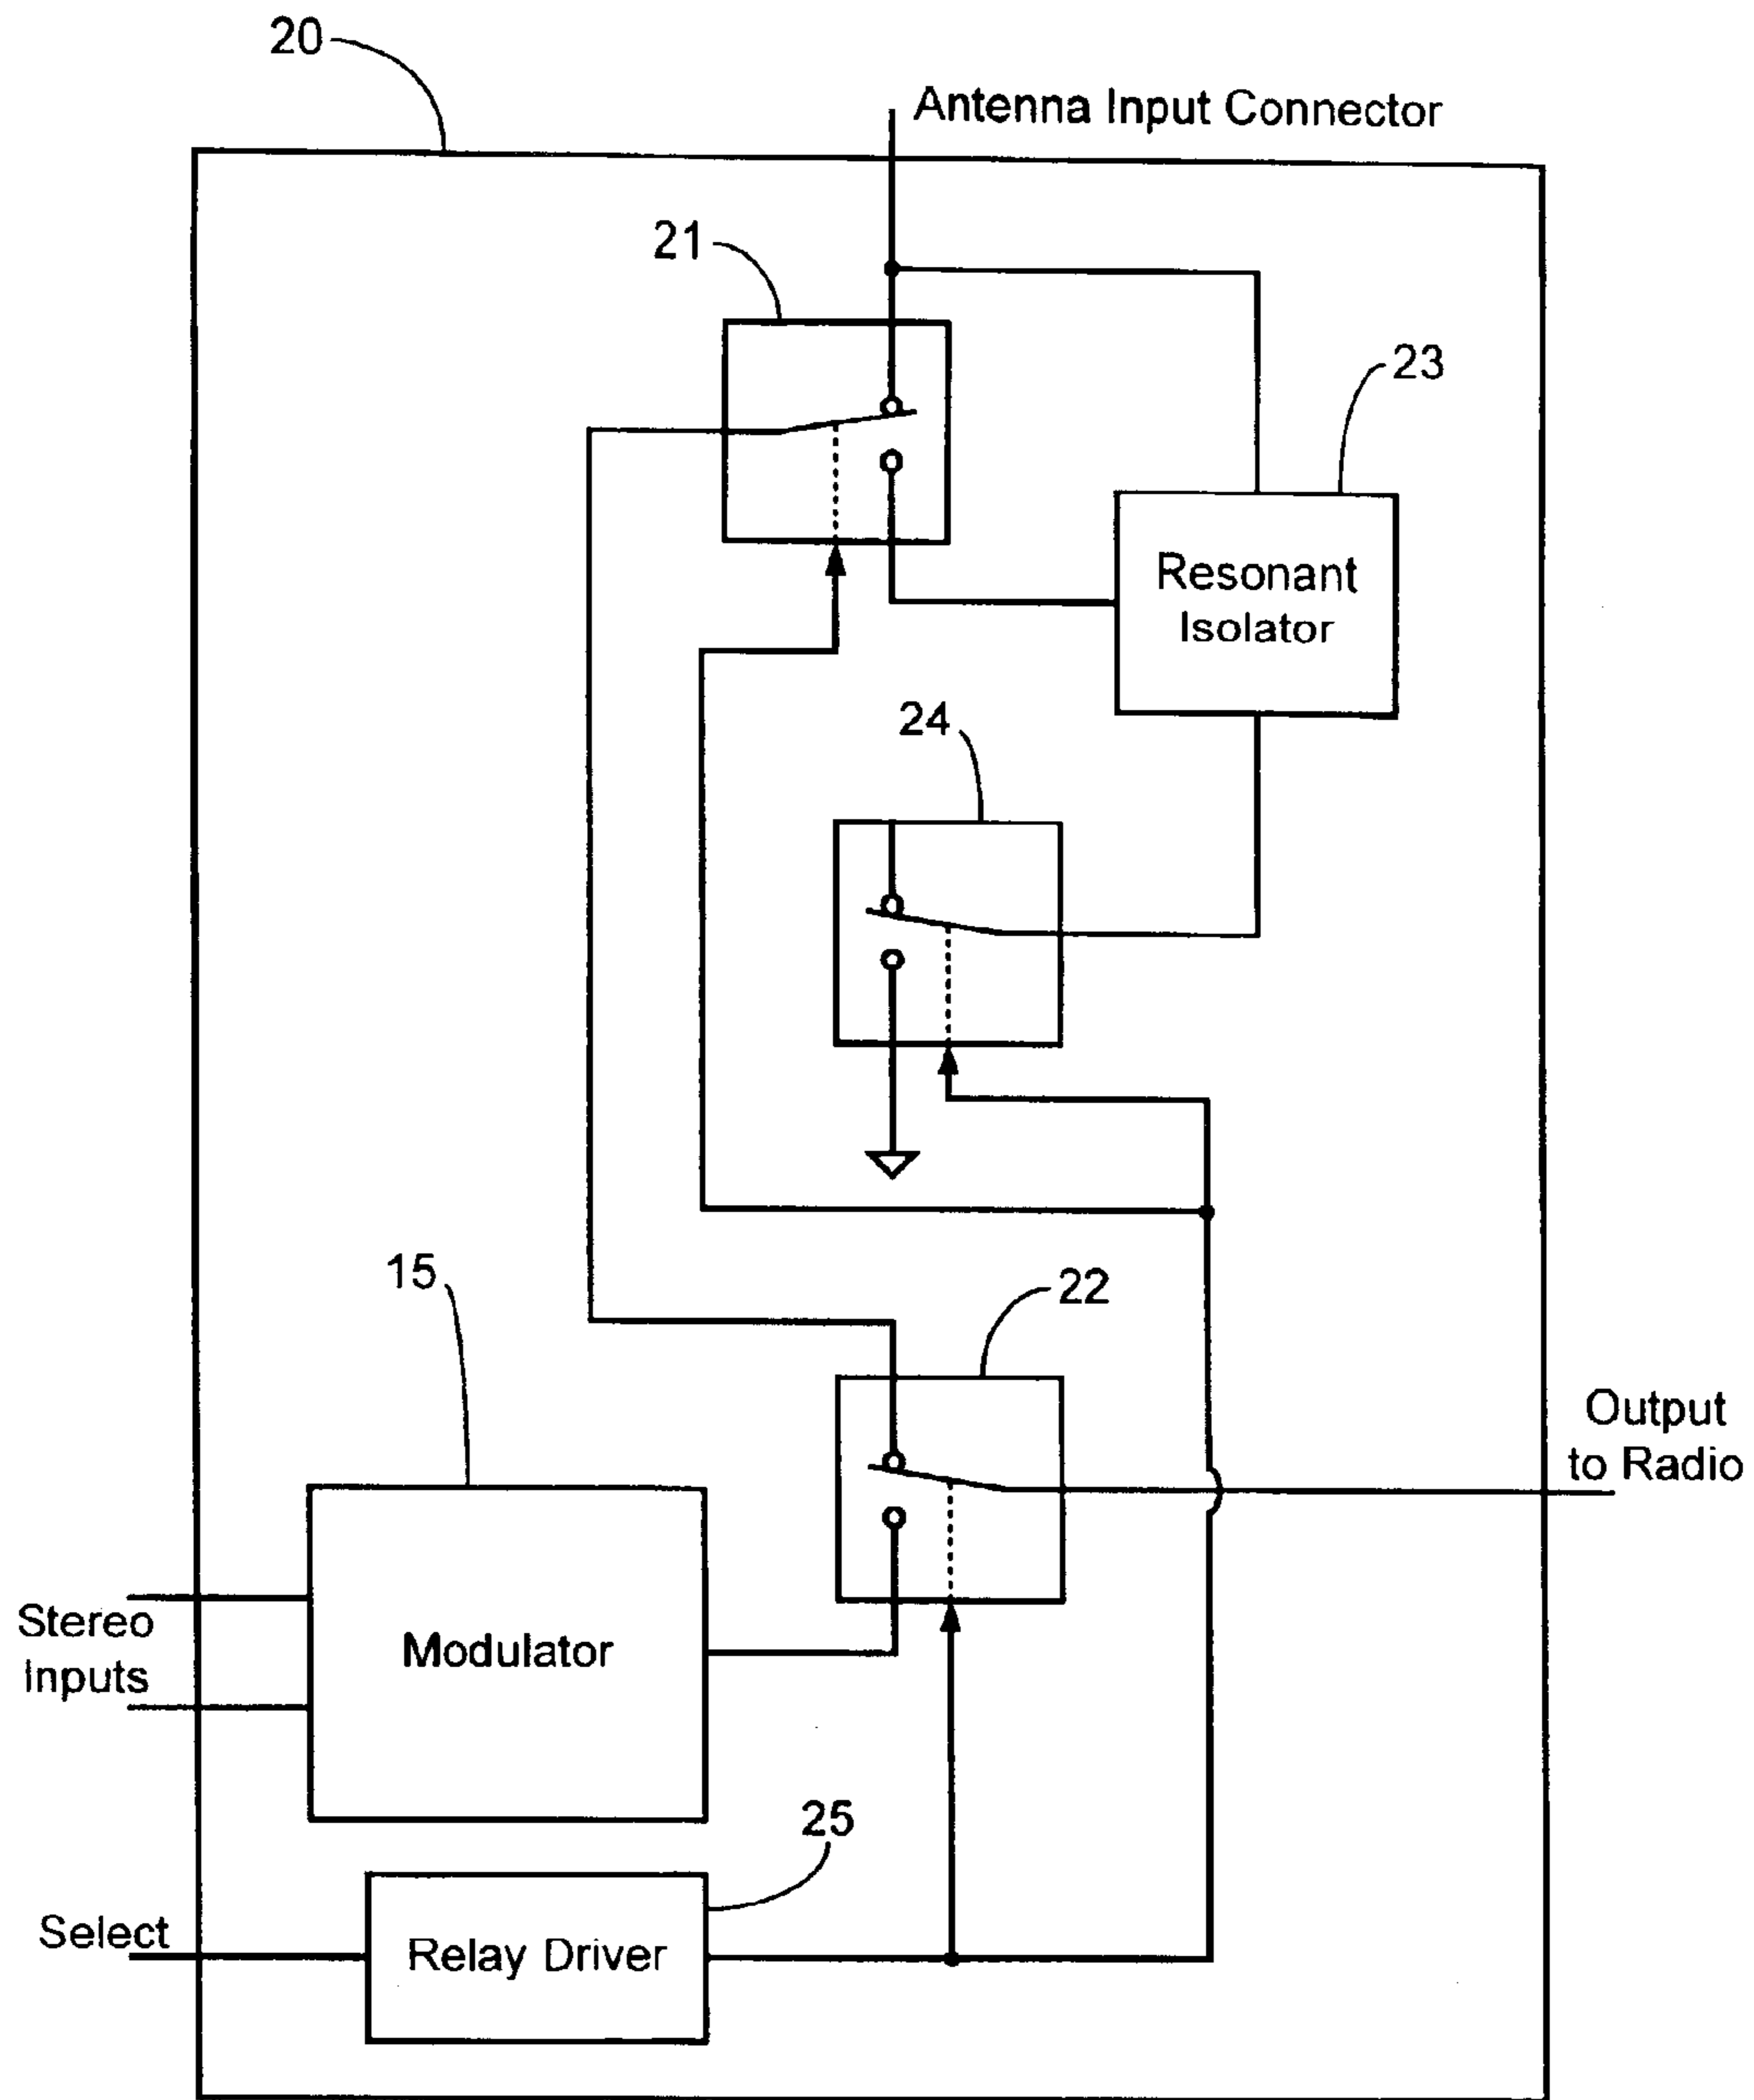 20
Antenna Input Connector
21
23
Resonant
Isolator
24
15
22
Output
to Radio
Stereo
Inputs
Modulator
25
Select
Relay Driver